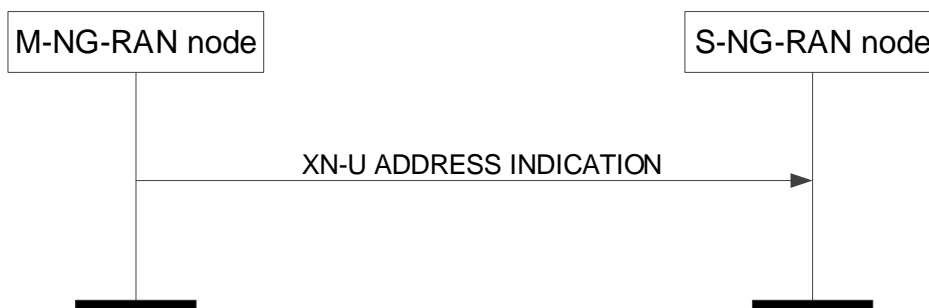 M-NG-RAN node
S-NG-RAN node
XN-U ADDRESS INDICATION